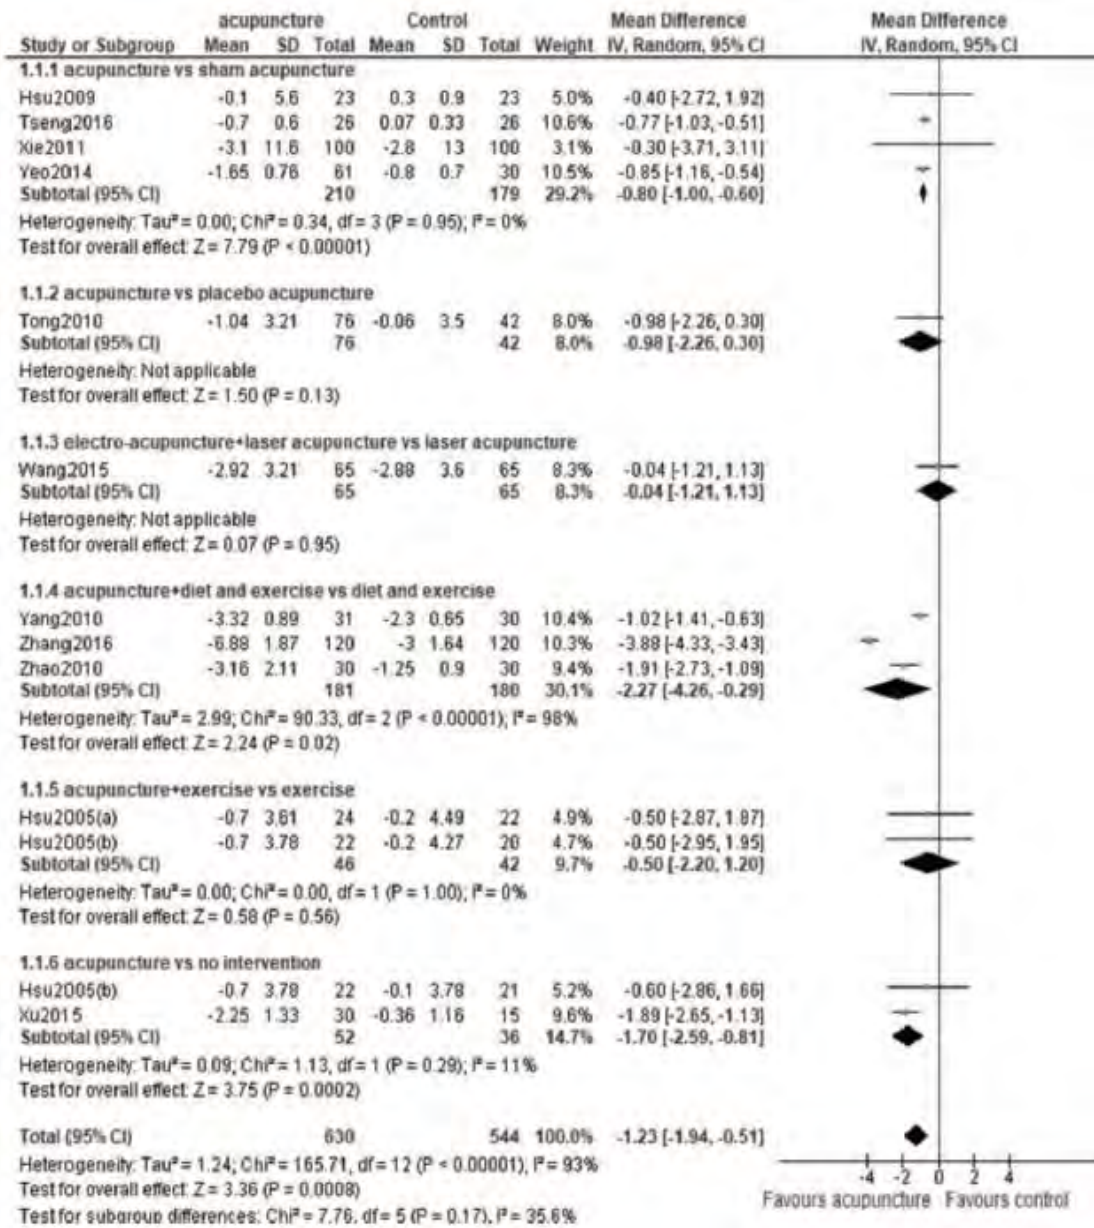 acupuncture Control Mean Difference Mean Difference
Study or Subgroup Mean SD Total Mean SD Total Weight IV, Random, 95% CI IV, Random, 95% CI
1.1.1 acupuncture vs sham acupuncture
Hsu2009 -0.1 5.6 23 0.3 0.9 23 5.0% -0.40 [-2.72, 1.92]
Tseng2016 -0.7 0.6 26 0.07 0.33 26 10.6% -0.77 [-1.03, -0.51]
Xie2011 -3.1 11.6 100 -2.8 13 100 3.1% -0.30 [-3.71, 3.11]
Yeo2014 -1.65 0.76 61 -0.8 0.7 30 10.5% -0.85 [-1.16, -0.54]
Subtotal (95% CI) 210 179 29.2% -0.80 [-1.00, -0.60]
Heterogeneity: Tau² = 0.00; Chi² = 0.34, df = 3 (P = 0.95); I² = 0%
Test for overall effect: Z = 7.79 (P < 0.00001)
1.1.2 acupuncture vs placebo acupuncture
Tong2010 -1.04 3.21 76 -0.06 3.5 42 8.0% -0.98 [-2.26, 0.30]
Subtotal (95% CI) 76 42 8.0% -0.98 [-2.26, 0.30]
Heterogeneity: Not applicable
Test for overall effect: Z = 1.50 (P = 0.13)
1.1.3 electro-acupuncture+laser acupuncture vs laser acupuncture
Wang2015 -2.92 3.21 65 -2.88 3.6 65 8.3% -0.04 [-1.21, 1.13]
Subtotal (95% CI) 65 65 8.3% -0.04 [-1.21, 1.13]
Heterogeneity: Not applicable
Test for overall effect: Z = 0.07 (P = 0.95)
1.1.4 acupuncture+diet and exercise vs diet and exercise
Yang2010 -3.32 0.89 31 -2.3 0.65 30 10.4% -1.02 [-1.41, -0.63]
Zhang2016 -6.88 1.87 120 -3 1.64 120 10.3% -3.88 [-4.33, -3.43]
Zhao2010 -3.16 2.11 30 -1.25 0.9 30 9.4% -1.91 [-2.73, -1.09]
Subtotal (95% CI) 181 180 30.1% -2.27 [-4.26, -0.29]
Heterogeneity: Tau² = 2.99; Chi² = 90.33, df = 2 (P < 0.00001); I² = 98%
Test for overall effect: Z = 2.24 (P = 0.02)
1.1.5 acupuncture+exercise vs exercise
Hsu2005(a) -0.7 3.61 24 -0.2 4.49 22 4.9% -0.50 [-2.87, 1.87]
Hsu2005(b) -0.7 3.78 22 -0.2 4.27 20 4.7% -0.50 [-2.95, 1.95]
Subtotal (95% CI) 46 42 9.7% -0.50 [-2.20, 1.20]
Heterogeneity: Tau² = 0.00; Chi² = 0.00, df = 1 (P = 1.00); I² = 0%
Test for overall effect: Z = 0.58 (P = 0.56)
1.1.6 acupuncture vs no intervention
Hsu2005(b) -0.7 3.78 22 -0.1 3.78 21 5.2% -0.60 [-2.86, 1.66]
Xu2015 -2.25 1.33 30 -0.36 1.16 15 9.6% -1.89 [-2.65, -1.13]
Subtotal (95% CI) 52 36 14.7% -1.70 [-2.59, -0.81]
Heterogeneity: Tau² = 0.09; Chi² = 1.13, df = 1 (P = 0.29); I² = 11%
Test for overall effect: Z = 3.75 (P = 0.0002)
Total (95% CI) 630 544 100.0% -1.23 [-1.94, -0.51]
Heterogeneity: Tau² = 1.24; Chi² = 165.71, df = 12 (P < 0.00001); I² = 93%
Test for overall effect: Z = 3.36 (P = 0.0008)
Test for subgroup differences: Chi² = 7.76, df = 5 (P = 0.17), I² = 35.6%
-4 -2 0 2 4
Favours acupuncture Favours control